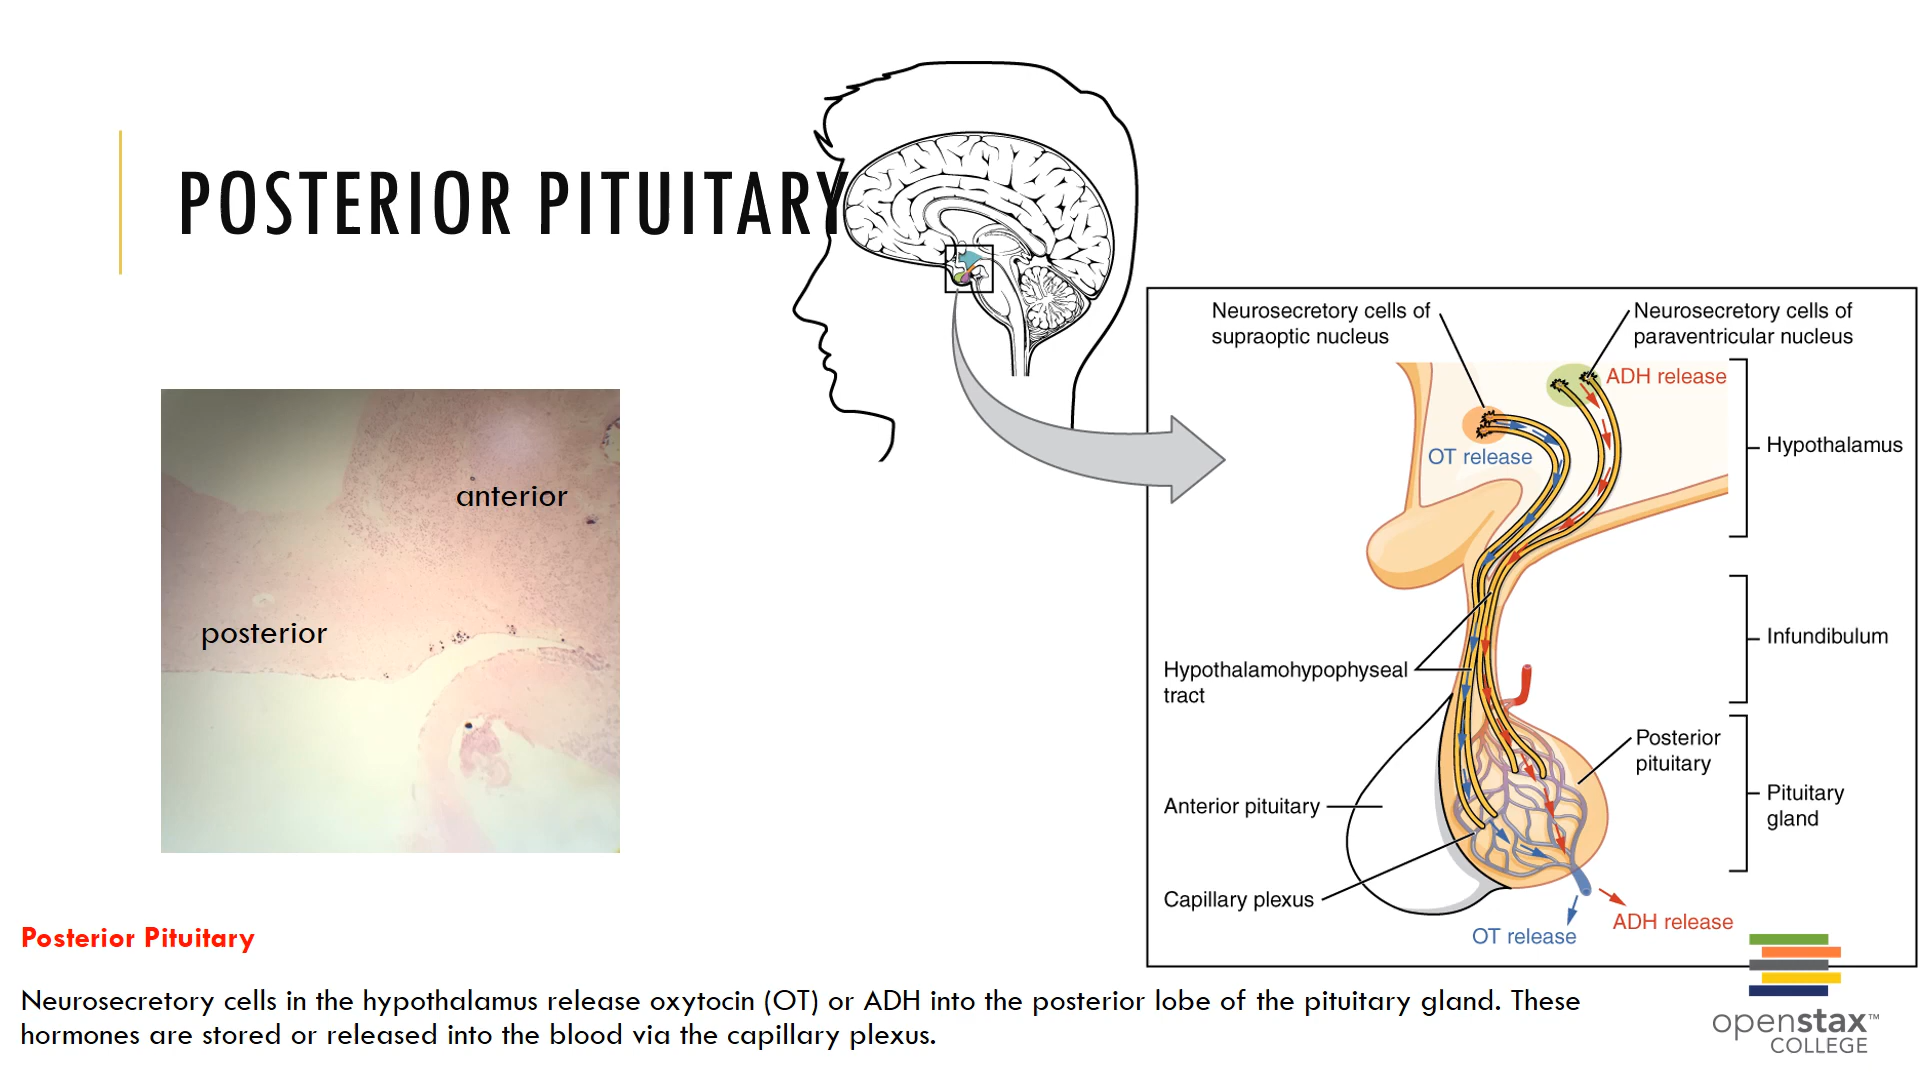 POSTERIOR PITUITARY
anterior
posterior
Neurosecretory cells of
supraoptic nucleus
Neurosecretory cells of
paraventricular nucleus
ADH release
OT release
Hypothalamus
Infundibulum
Hypothalamohypophyseal
tract
Posterior
pituitary
Pituitary
gland
Anterior pituitary
Capillary plexus
ADH release
OT release
Posterior Pituitary
Neurosecretory cells in the hypothalamus release oxytocin (OT) or ADH into the posterior lobe of the pituitary gland. These
hormones are stored or released into the blood via the capillary plexus.
openstax™
COLLEGE